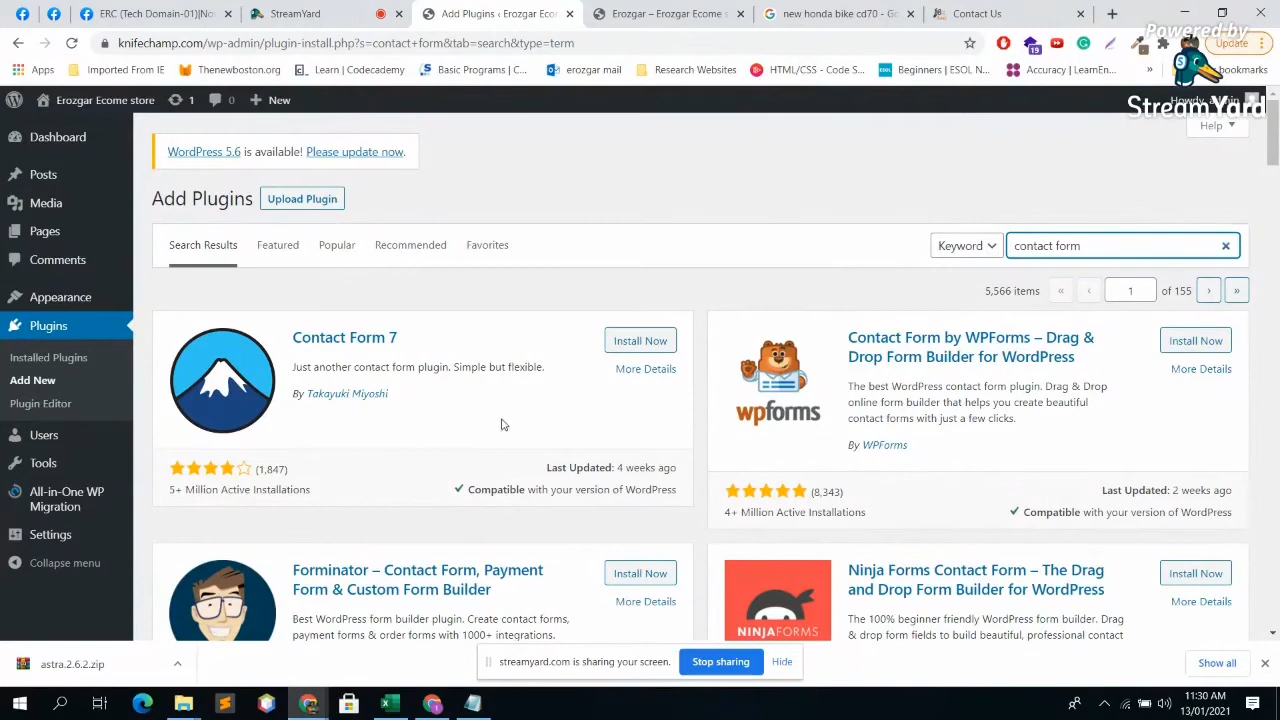 ERC (Tech Domain-01)|No
StreamYard
Add Plugins ‹ Erozgar Ecome
Erozgar – Erozgar Ecome s
new honda bike cd70 - Go
Contact Us
knifechamp.com/wp-admin/plugin-install.php?s=contact+form&tab=search&type=term
19
Update
Powered by
Apps
Imported From IE
Thenewboston.org
Learn | Codecademy
Basic Programs | C...
erozgar mail
Research Websites
HTML/CSS - Code S...
Beginners | ESOL N...
Accuracy | LearnEn...
»
bookmarks
Erozgar Ecome store
1
0
New
Howdy, admin
StreamYard
Help
Dashboard
Posts
Media
Pages
Comments
Appearance
Plugins
Installed Plugins
Add New
Plugin Editor
Users
Tools
All-in-One WP
Migration
Settings
Collapse menu
WordPress 5.6 is available! Please update now.
Add Plugins
Upload Plugin
Search Results
Featured
Popular
Recommended
Favorites
Keyword
contact form
5,566 items
«
‹
1
of 155
›
»
Contact Form 7
Install Now
Just another contact form plugin. Simple but flexible.
More Details
By Takayuki Miyoshi
(1,847)
Last Updated: 4 weeks ago
5+ Million Active Installations
Compatible with your version of WordPress
wpforms
Contact Form by WPForms – Drag &
Drop Form Builder for WordPress
Install Now
More Details
The best WordPress contact form plugin. Drag & Drop
online form builder that helps you create beautiful
contact forms with just a few clicks.
By WPForms
(8,343)
Last Updated: 2 weeks ago
4+ Million Active Installations
Compatible with your version of WordPress
Forminator – Contact Form, Payment
Form & Custom Form Builder
Install Now
More Details
Best WordPress form builder plugin. Create contact forms,
payment forms & order forms with 1000+ integrations.
NINJAFORMS
Ninja Forms Contact Form – The Drag
and Drop Form Builder for WordPress
Install Now
More Details
The 100% beginner friendly WordPress form builder. Drag
& drop form fields to build beautiful, professional contact
astra.2.6.2.zip
streamyard.com is sharing your screen.
Stop sharing
Hide
Show all
11:30 AM
13/01/2021